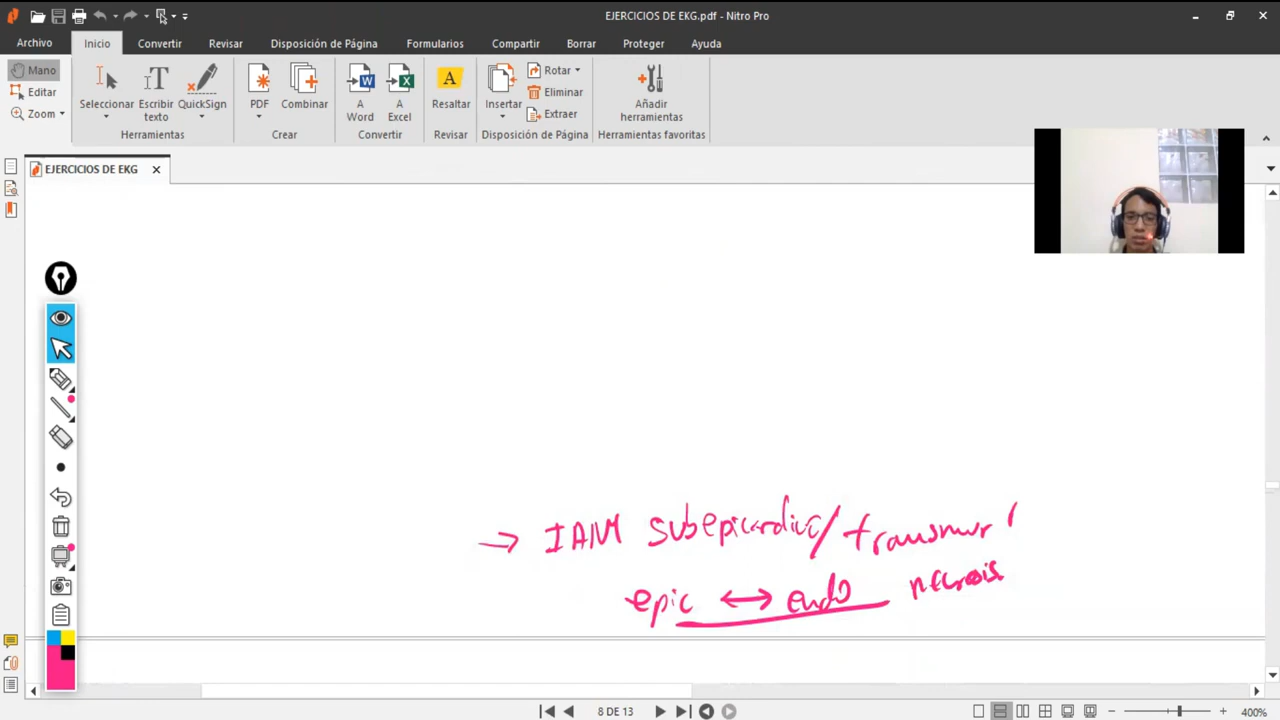 EJERCICIOS DE EKG.pdf - Nitro Pro
Archivo Inicio Convertir Revisar Disposición de Página Formularios Compartir Borrar Proteger Ayuda
Mano
Editar
Zoom
Seleccionar
Escribir texto
QuickSign
Herramientas
PDF
Combinar
Crear
A Word
A Excel
Convertir
Resaltar
Revisar
Insertar
Rotar
Eliminar
Extraer
Disposición de Página
Añadir herramientas
Herramientas favoritas
EJERCICIOS DE EKG
→ IAM subepicardico/transmur
epic ↔ endo necrosis
8 DE 13
400%